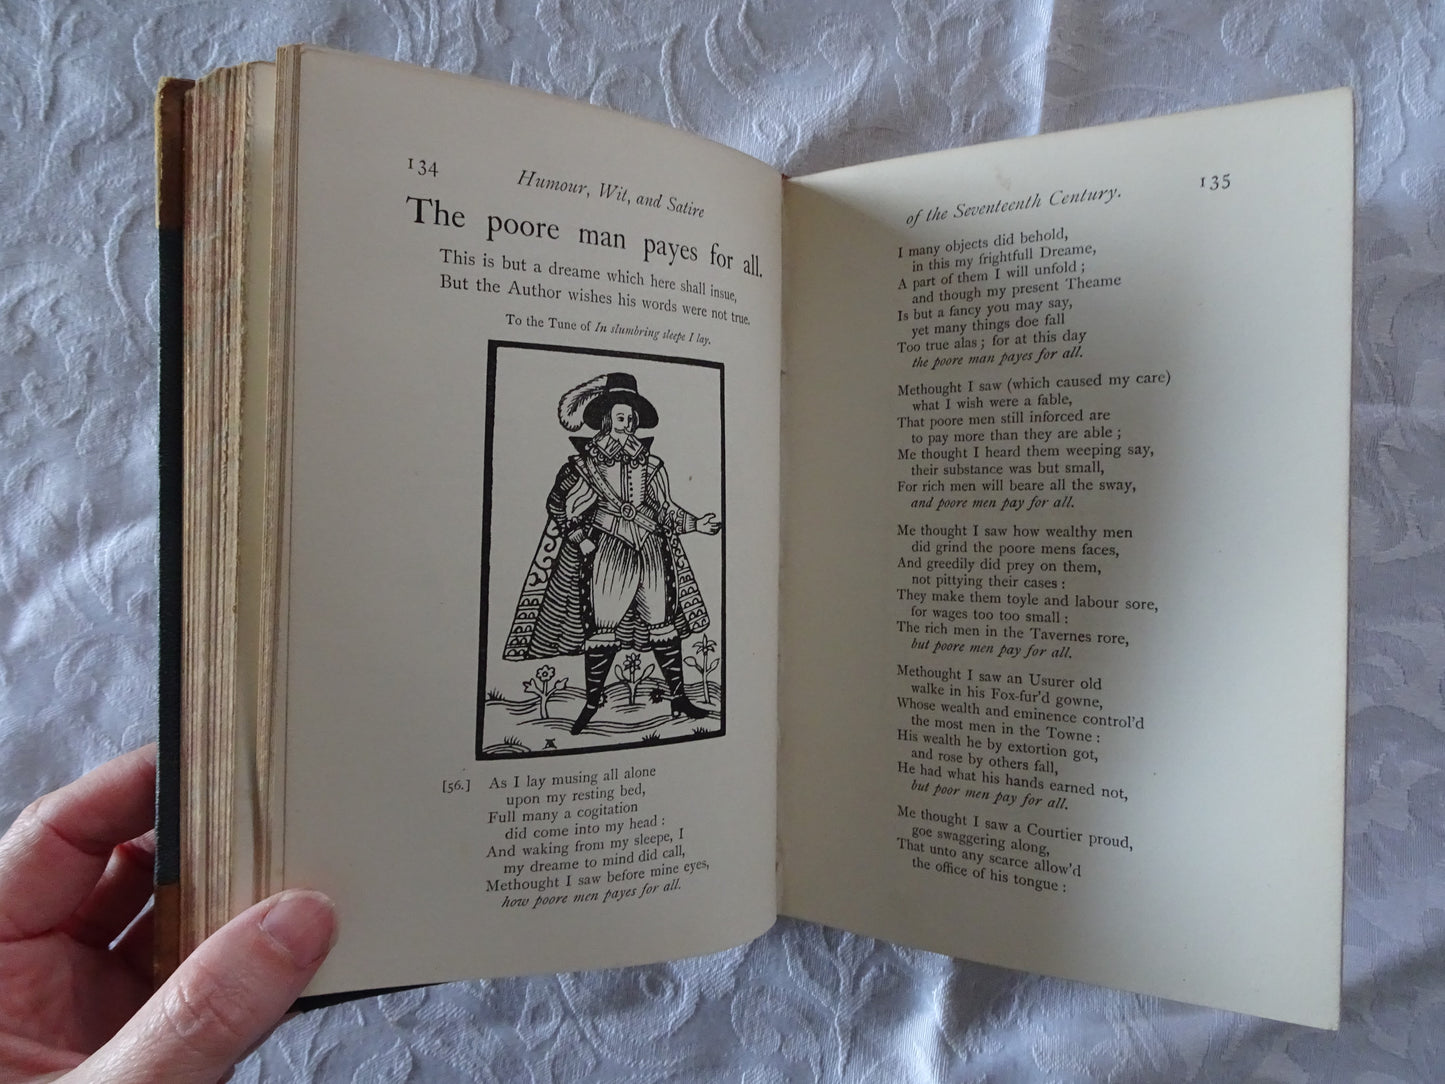 134
Humour, Wit, and Satire
The poore man payes for all.
This is but a dreame which here shall insue,
But the Author wishes his words were not true.
To the Tune of In slumbring sleepe I lay.
[56.] As I lay musing all alone
upon my resting bed,
Full many a cogitation
did come into my head :
And waking from my sleepe, I
my dreame to mind did call,
Methought I saw before mine eyes,
how poore men payes for all.
of the Seventeenth Century.
135
I many objects did behold,
in this my frightfull Dreame,
A part of them I will unfold ;
and though my present Theame
Is but a fancy you may say,
yet many things doe fall
Too true alas ; for at this day
the poore man payes for all.
Methought I saw (which caused my care)
what I wish were a fable,
That poore men still inforced are
to pay more than they are able ;
Me thought I heard them weeping say,
their substance was but small,
For rich men will beare all the sway,
and poore men pay for all.
Me thought I saw how wealthy men
did grind the poore mens faces,
And greedily did prey on them,
not pittying their cases :
They make them toyle and labour sore,
for wages too too small :
The rich men in the Tavernes rore,
but poore men pay for all.
Methought I saw an Usurer old
walke in his Fox-fur'd gowne,
Whose wealth and eminence control'd
the most men in the Towne :
His wealth he by extortion got,
and rose by others fall,
He had what his hands earned not,
but poor men pay for all.
Me thought I saw a Courtier proud,
goe swaggering along,
That unto any scarce allow'd
the office of his tongue :